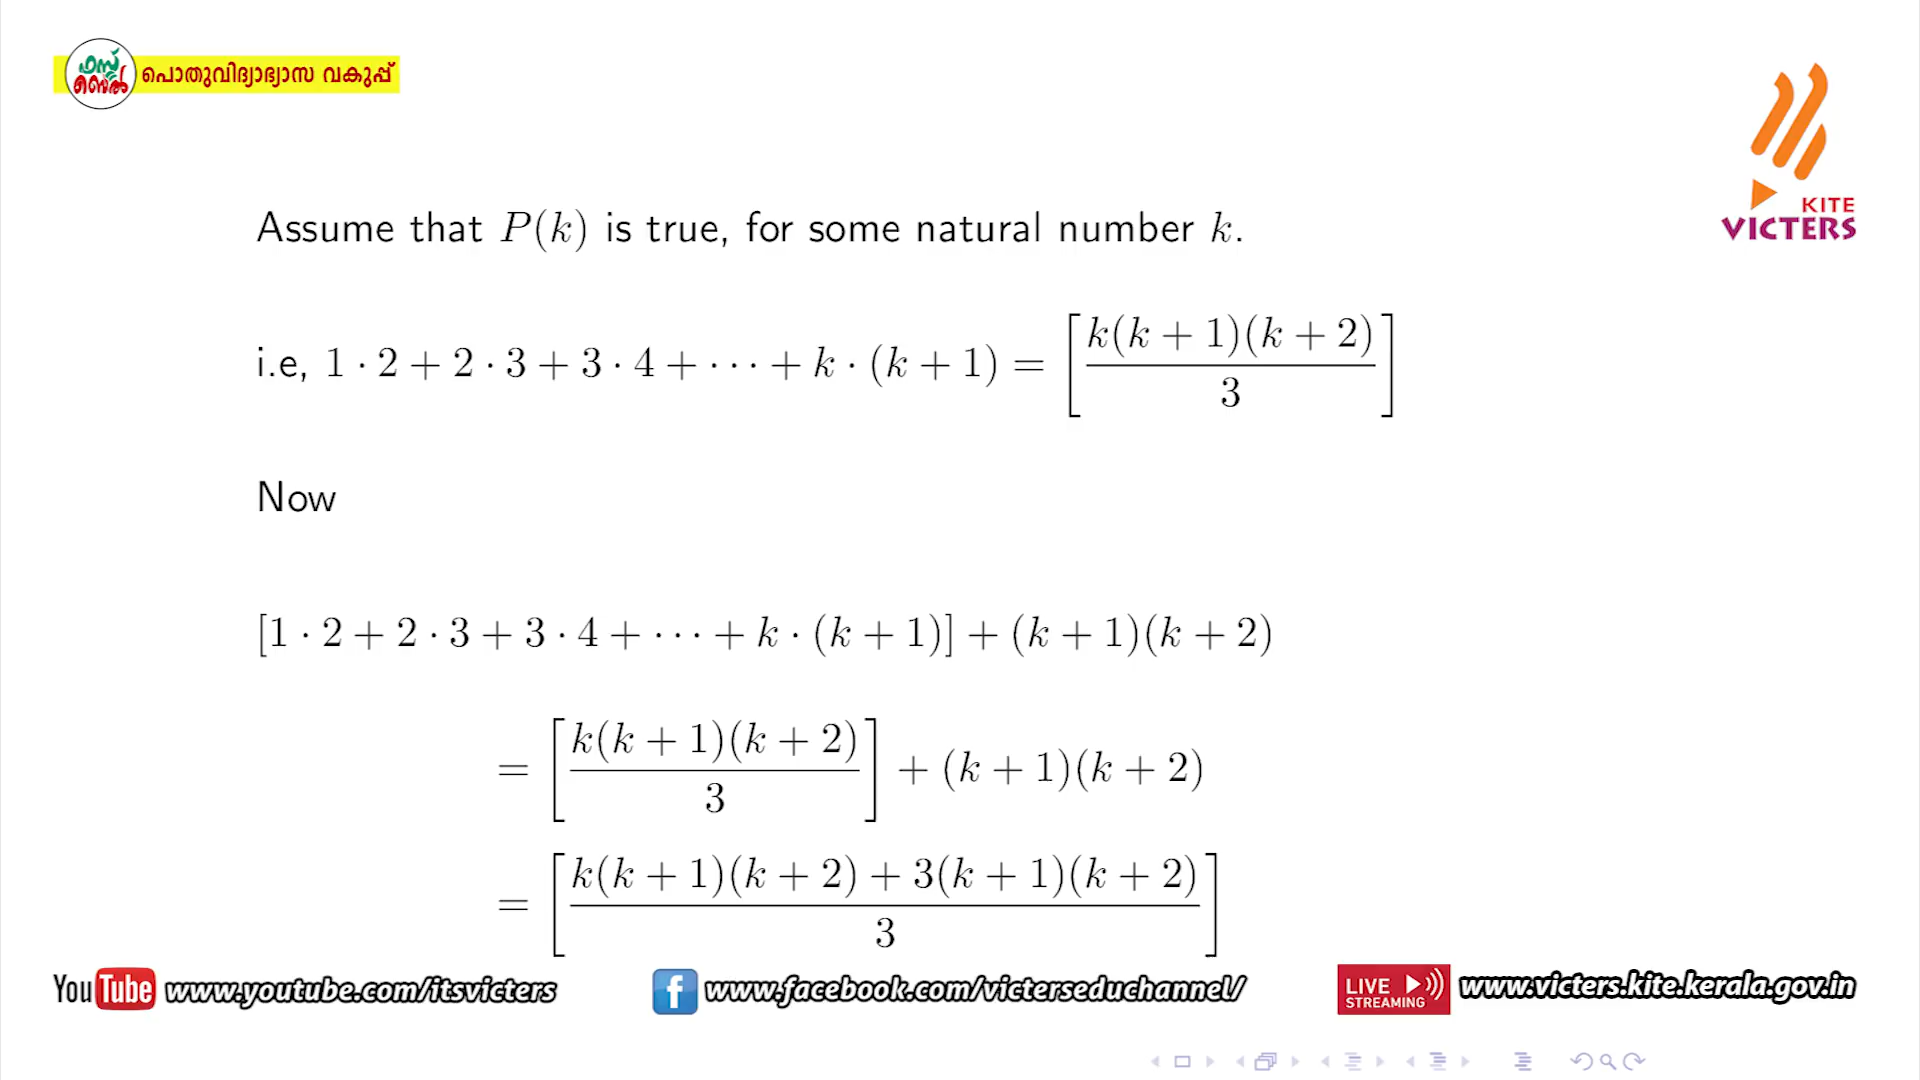 ഫസ്റ്റ് ബെൽ പൊതുവിദ്യാഭ്യാസ വകുപ്പ്
KITE
VICTERS
Assume that P(k) is true, for some natural number k.
i.e, 1 · 2 + 2 · 3 + 3 · 4 + · · · + k · (k + 1) = [k(k + 1)(k + 2) / 3]
Now
[1 · 2 + 2 · 3 + 3 · 4 + · · · + k · (k + 1)] + (k + 1)(k + 2)
= [k(k + 1)(k + 2) / 3] + (k + 1)(k + 2)
= [k(k + 1)(k + 2) + 3(k + 1)(k + 2) / 3]
YouTube www.youtube.com/itsvicters f www.facebook.com/victerseduchannel/ LIVE STREAMING www.victers.kite.kerala.gov.in